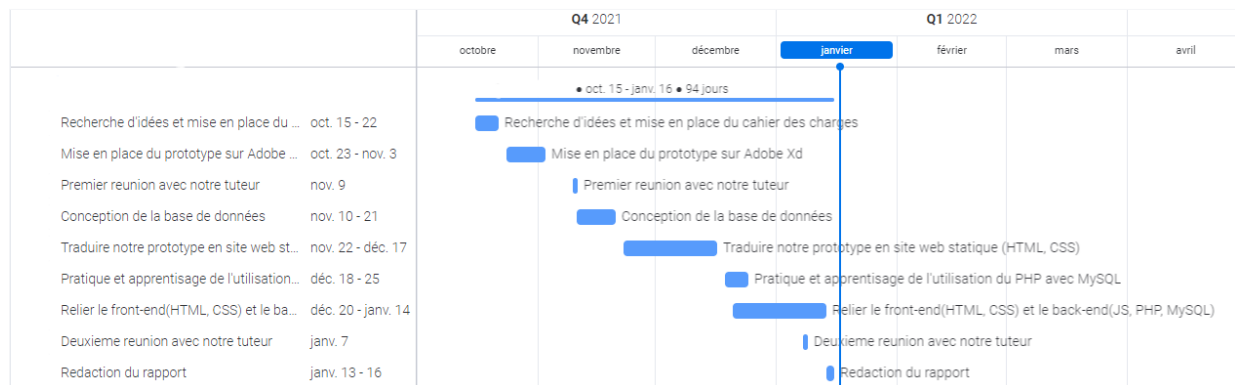 Q4 2021 Q1 2022
octobre novembre décembre janvier février mars avril
● oct. 15 - janv. 16 ● 94 jours
Recherche d'idées et mise en place du ... oct. 15 - 22 Recherche d'idées et mise en place du cahier des charges
Mise en place du prototype sur Adobe ... oct. 23 - nov. 3 Mise en place du prototype sur Adobe Xd
Premier reunion avec notre tuteur nov. 9 Premier reunion avec notre tuteur
Conception de la base de données nov. 10 - 21 Conception de la base de données
Traduire notre prototype en site web st... nov. 22 - déc. 17 Traduire notre prototype en site web statique (HTML, CSS)
Pratique et apprentisage de l'utilisation... déc. 18 - 25 Pratique et apprentisage de l'utilisation du PHP avec MySQL
Relier le front-end(HTML, CSS) et le ba... déc. 20 - janv. 14 Relier le front-end(HTML, CSS) et le back-end(JS, PHP, MySQL)
Deuxieme reunion avec notre tuteur janv. 7 Deuxieme reunion avec notre tuteur
Redaction du rapport janv. 13 - 16 Redaction du rapport